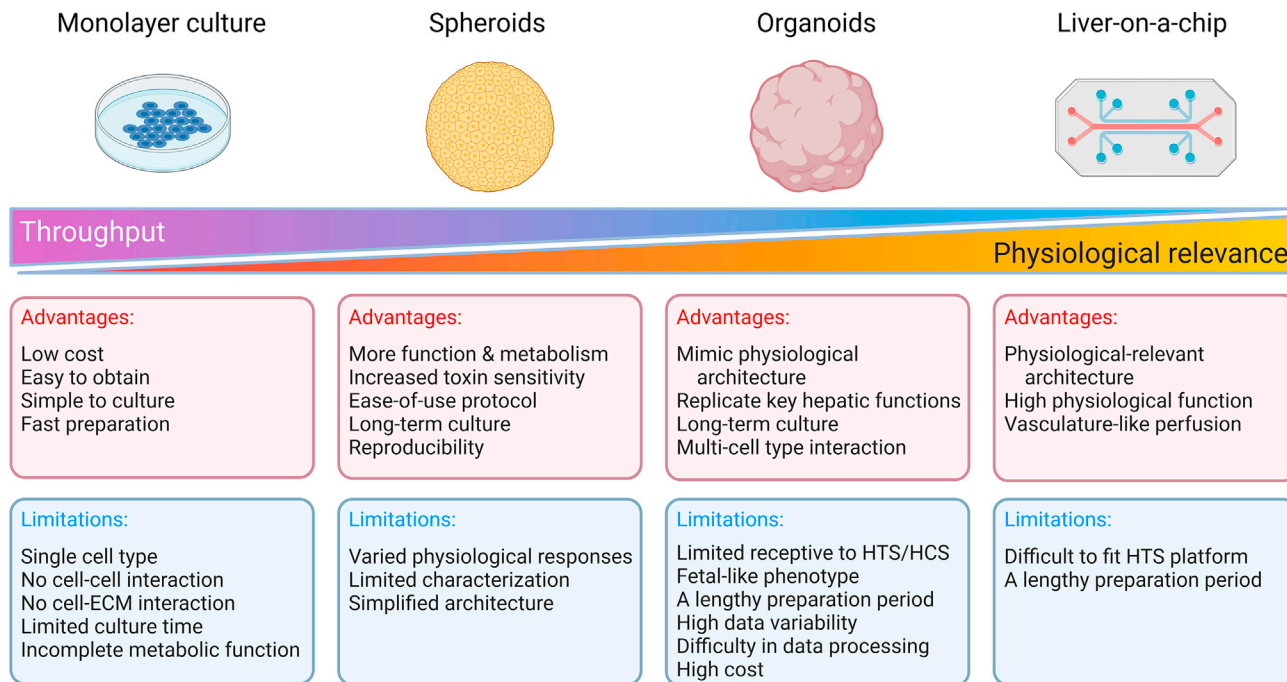 Monolayer culture
Spheroids
Organoids
Liver-on-a-chip
Throughput
Physiological relevance
Advantages:
Low cost
Easy to obtain
Simple to culture
Fast preparation
Advantages:
More function & metabolism
Increased toxin sensitivity
Ease-of-use protocol
Long-term culture
Reproducibility
Advantages:
Mimic physiological
architecture
Replicate key hepatic functions
Long-term culture
Multi-cell type interaction
Advantages:
Physiological-relevant
architecture
High physiological function
Vasculature-like perfusion
Limitations:
Single cell type
No cell-cell interaction
No cell-ECM interaction
Limited culture time
Incomplete metabolic function
Limitations:
Varied physiological responses
Limited characterization
Simplified architecture
Limitations:
Limited receptive to HTS/HCS
Fetal-like phenotype
A lengthy preparation period
High data variability
Difficulty in data processing
High cost
Limitations:
Difficult to fit HTS platform
A lengthy preparation period